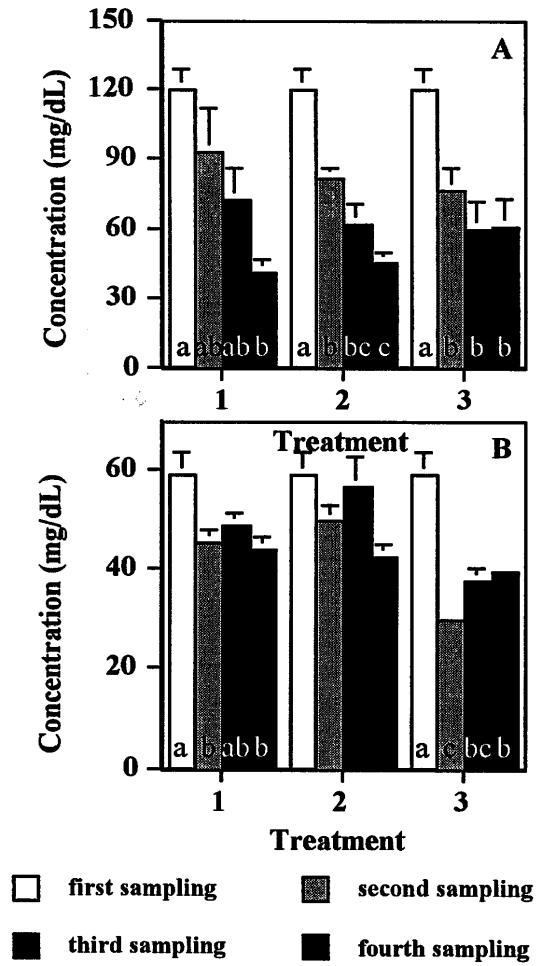 150
A
120
90
60
30
0
Concentration (mg/dL)
a ab ab b a b bc c a b b b
1 2 3
Treatment
B
60
40
20
0
Concentration (mg/dL)
a b ab b a c bc b
1 2 3
Treatment
first sampling second sampling
third sampling fourth sampling